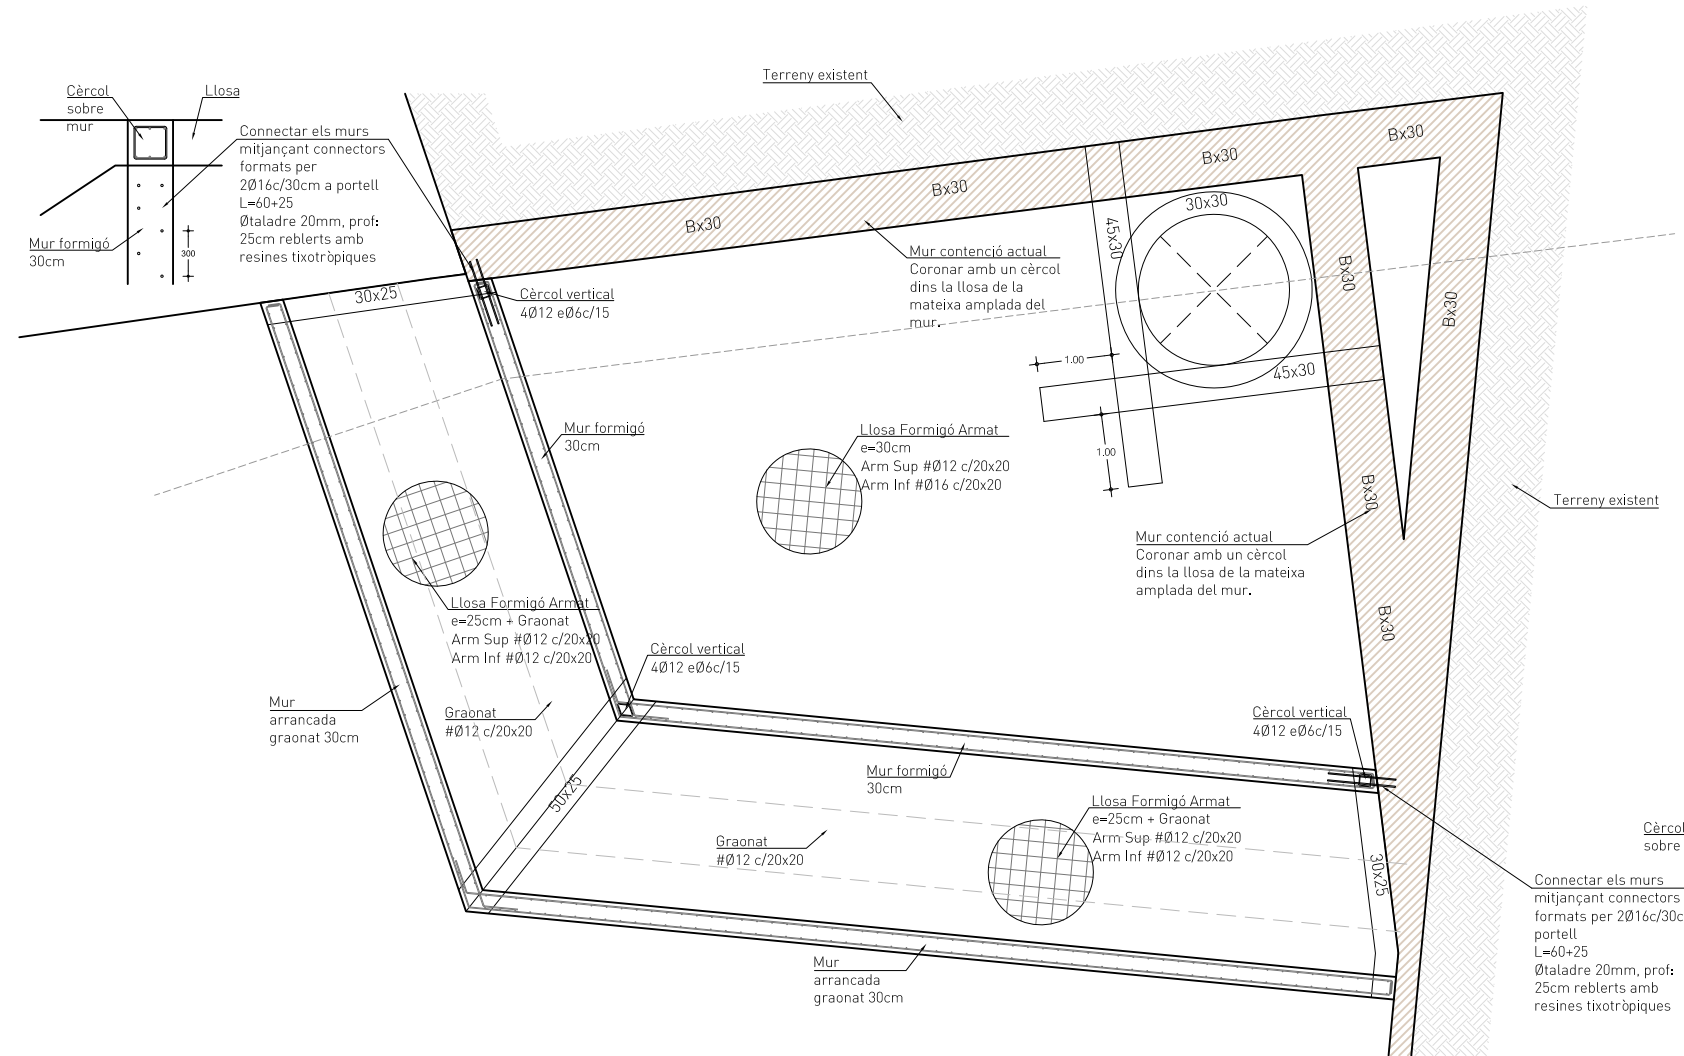 Terreny existent
Cèrcol
sobre
mur
Llosa
Connectar els murs
mitjançant connectors
formats per
2Ø16c/30cm a portell
L=60+25
Øtaladre 20mm, prof:
25cm reblerts amb
resines tixotròpiques
Mur formigó
30cm
300
Bx30
Bx30
Bx30
Bx30
30x30
45x30
Mur contenció actual
Coronar amb un cèrcol
dins la llosa de la
mateixa amplada del
mur.
30x25
Cèrcol vertical
4Ø12 eØ6c/15
Bx30
Bx30
1.00
45x30
Mur formigó
30cm
Llosa Formigó Armat
e=30cm
Arm Sup #Ø12 c/20x20
Arm Inf #Ø16 c/20x20
1.00
Bx30
Terreny existent
Mur contenció actual
Coronar amb un cèrcol
dins la llosa de la mateixa
amplada del mur.
Llosa Formigó Armat
e=25cm + Graonat
Arm Sup #Ø12 c/20x20
Arm Inf #Ø12 c/20x20
Bx30
Cèrcol vertical
4Ø12 eØ6c/15
Mur
arrancada
graonat 30cm
Graonat
#Ø12 c/20x20
Cèrcol vertical
4Ø12 eØ6c/15
Mur formigó
30cm
50x25
Llosa Formigó Armat
e=25cm + Graonat
Arm Sup #Ø12 c/20x20
Arm Inf #Ø12 c/20x20
Graonat
#Ø12 c/20x20
30x25
Cèrcol
sobre
Connectar els murs
mitjançant connectors
formats per 2Ø16c/30c
portell
L=60+25
Øtaladre 20mm, prof:
25cm reblerts amb
resines tixotròpiques
Mur
arrancada
graonat 30cm